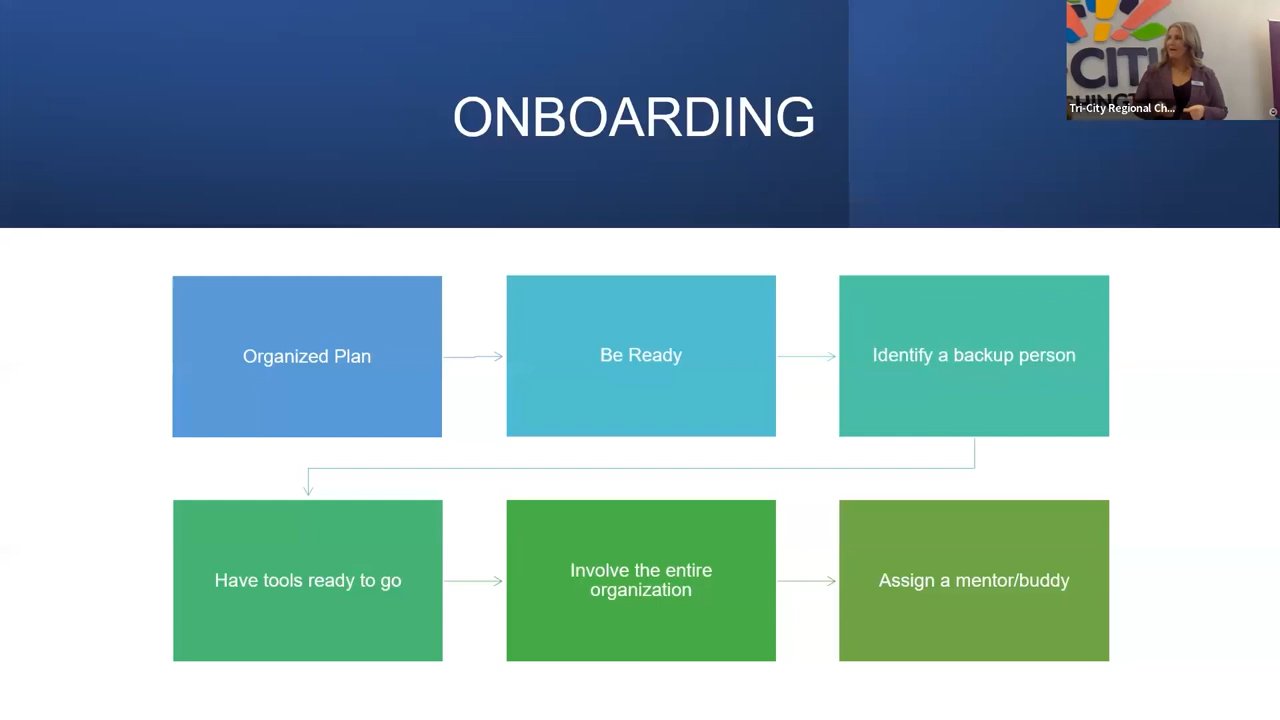 ONBOARDING
CITI
Tri-City Regional Ch...
Organized Plan
Be Ready
Identify a backup person
Have tools ready to go
Involve the entire
organization
Assign a mentor/buddy